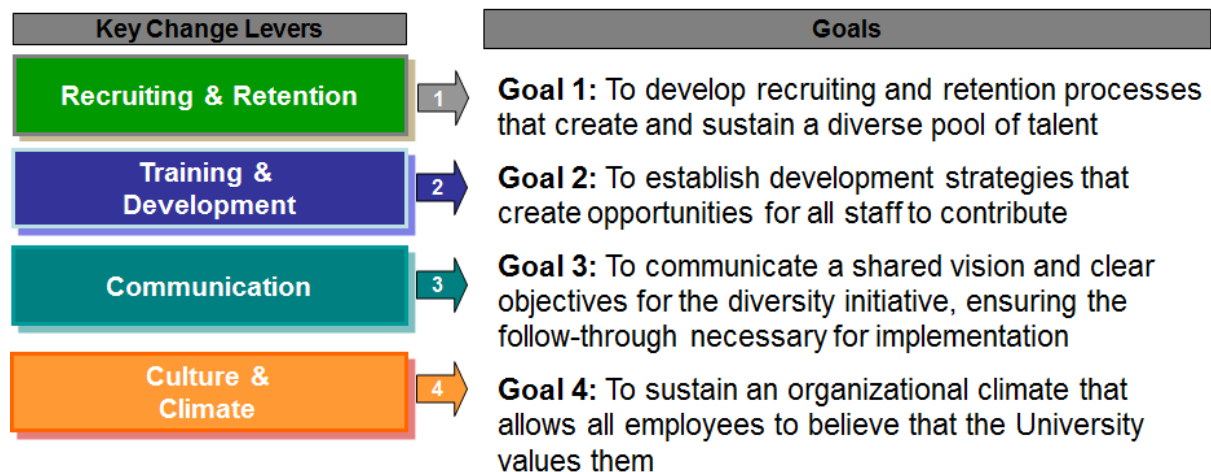 Key Change Levers
Goals
Recruiting & Retention
1
Goal 1: To develop recruiting and retention processes
that create and sustain a diverse pool of talent
Training &
Development
2
Goal 2: To establish development strategies that
create opportunities for all staff to contribute
Communication
3
Goal 3: To communicate a shared vision and clear
objectives for the diversity initiative, ensuring the
follow-through necessary for implementation
Culture &
Climate
4
Goal 4: To sustain an organizational climate that
allows all employees to believe that the University
values them